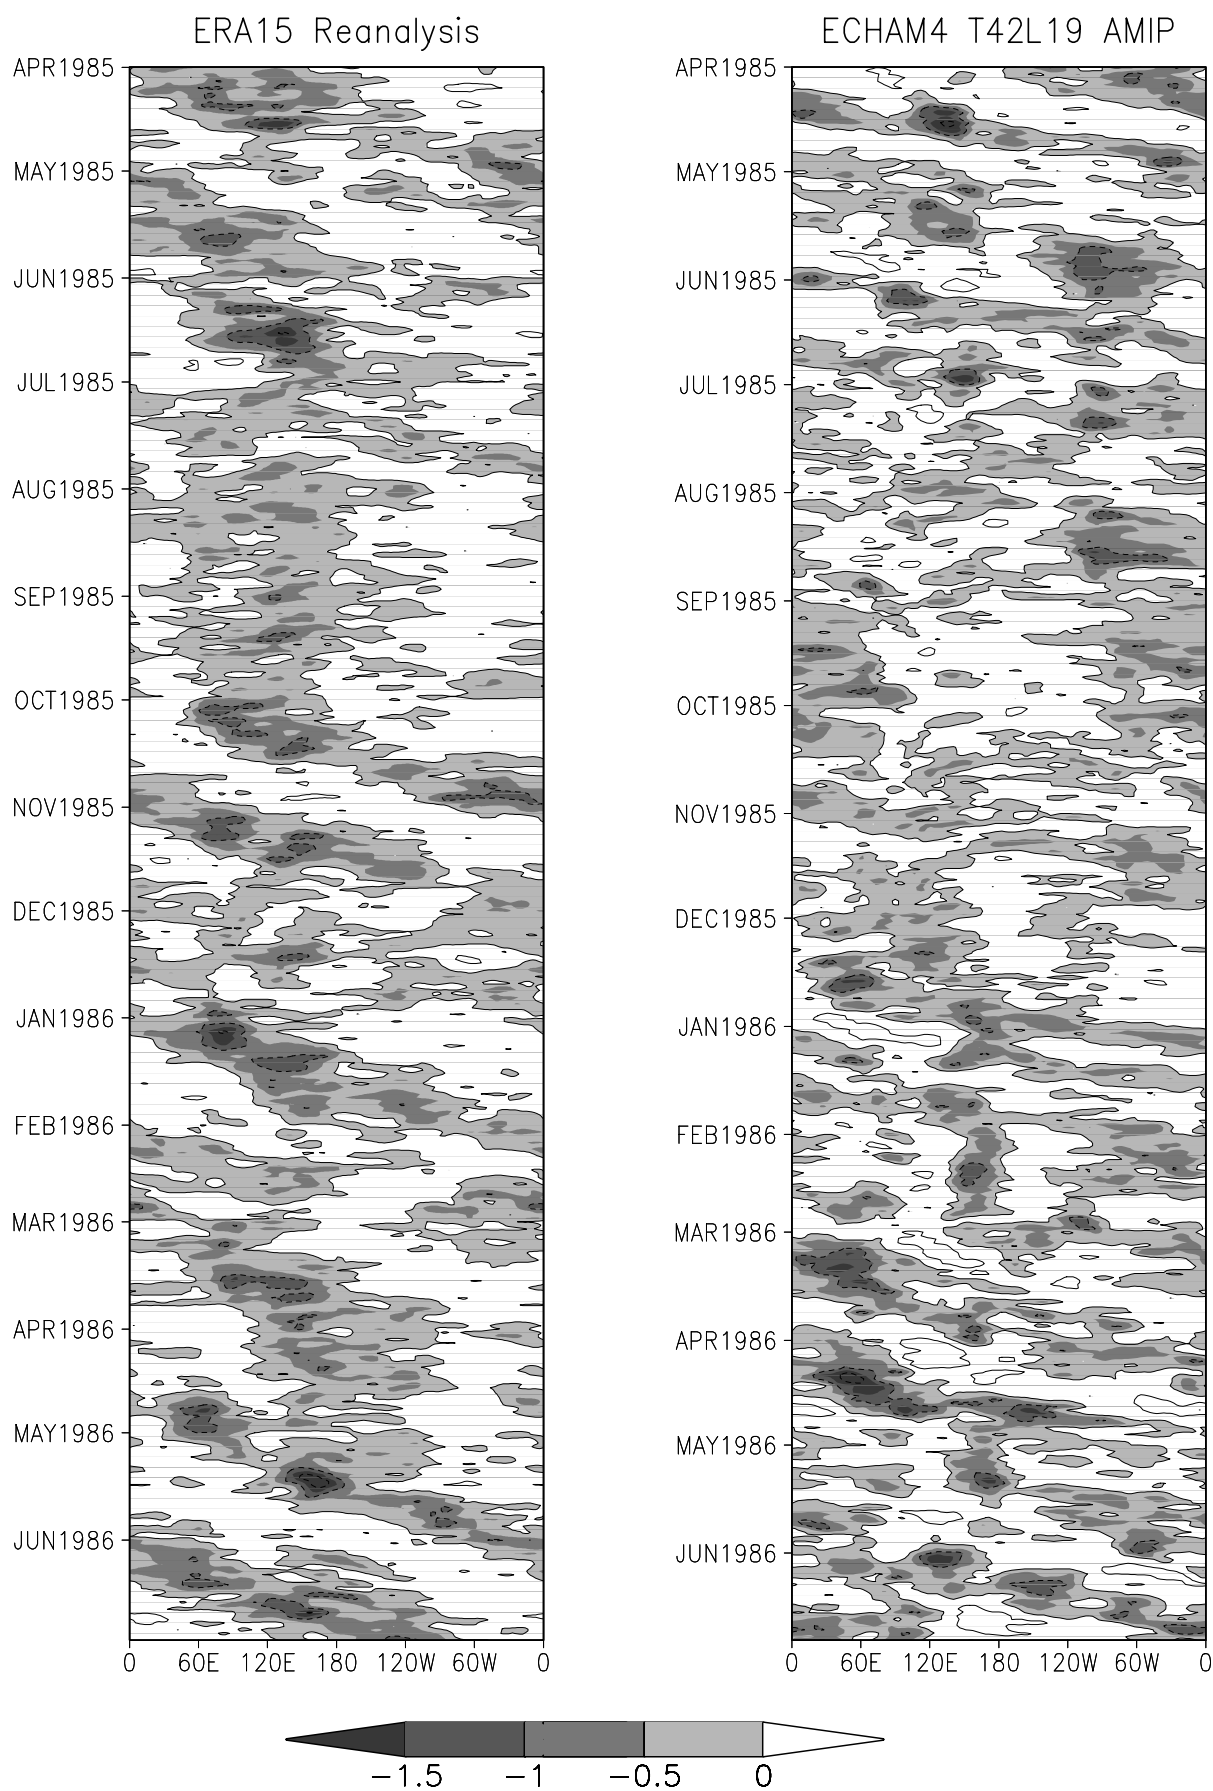 ERA15 Reanalysis
APR1985
MAY1985
JUN1985
JUL1985
AUG1985
SEP1985
OCT1985
NOV1985
DEC1985
JAN1986
FEB1986
MAR1986
APR1986
MAY1986
JUN1986
0 60E 120E 180 120W 60W 0
ECHAM4 T42L19 AMIP
APR1985
MAY1985
JUN1985
JUL1985
AUG1985
SEP1985
OCT1985
NOV1985
DEC1985
JAN1986
FEB1986
MAR1986
APR1986
MAY1986
JUN1986
0 60E 120E 180 120W 60W 0
−1.5 −1 −0.5 0